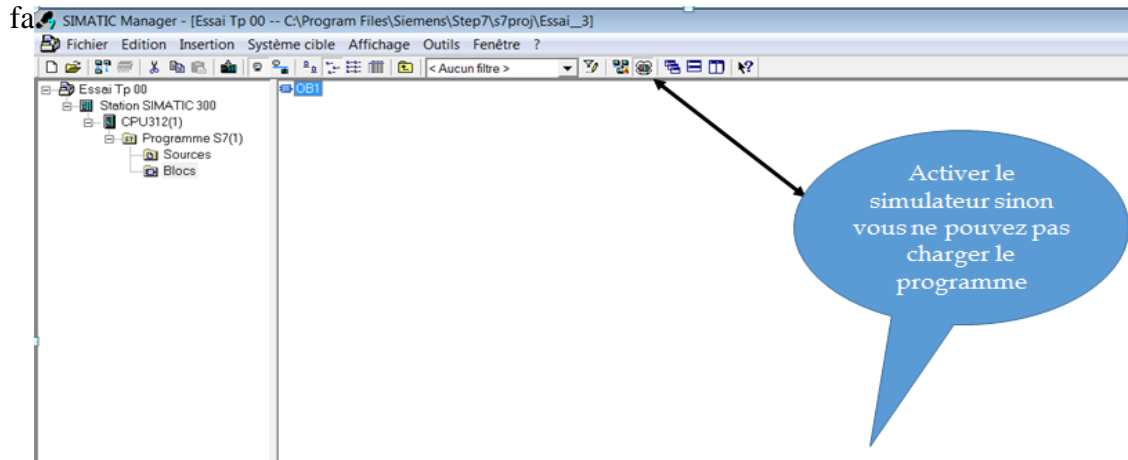 fa
SIMATIC Manager - [Essai Tp 00 -- C:\Program Files\Siemens\Step7\s7proj\Essai__3]
Fichier Edition Insertion Système cible Affichage Outils Fenêtre ?
< Aucun filtre >
Essai Tp 00
OB1
Station SIMATIC 300
CPU312(1)
Programme S7(1)
Sources
Blocs
Activer le
simulateur sinon
vous ne pouvez pas
charger le
programme